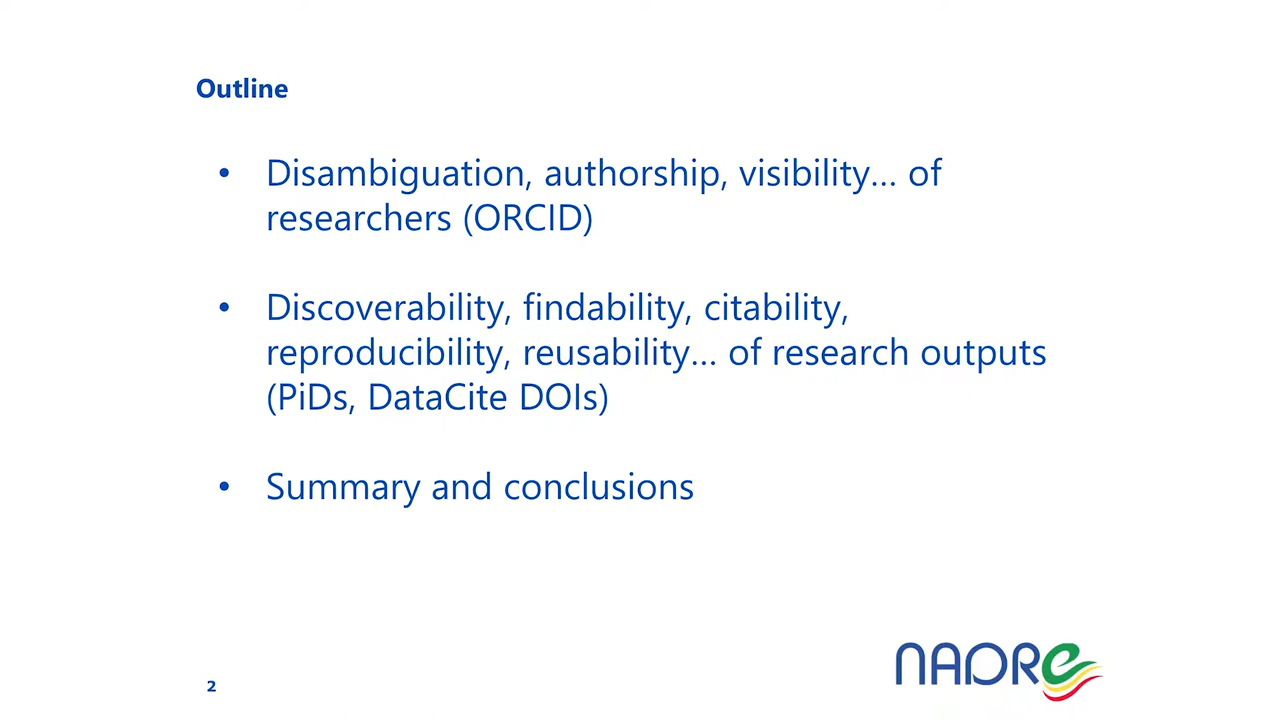 Outline
• Disambiguation, authorship, visibility… of
researchers (ORCID)
• Discoverability, findability, citability,
reproducibility, reusability… of research outputs
(PiDs, DataCite DOIs)
• Summary and conclusions
2
NADRe